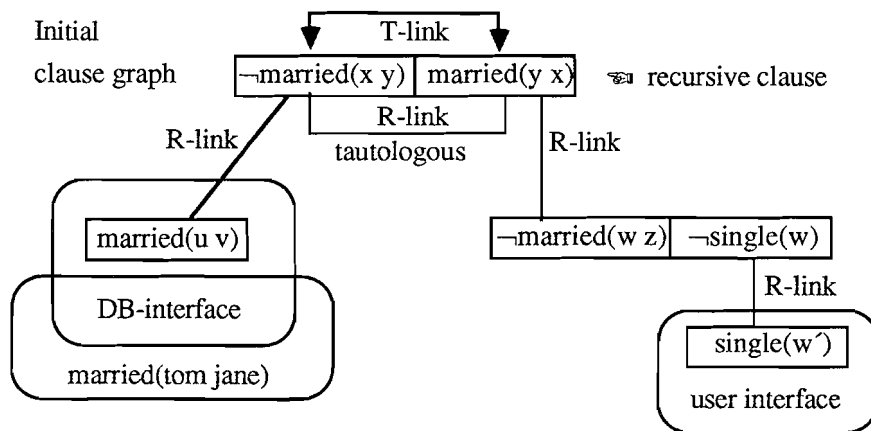 Initial
clause graph
T-link
¬married(x y) married(y x) ☜ recursive clause
R-link
tautologous
R-link
R-link
married(u v)
¬married(w z) ¬single(w)
R-link
DB-interface
single(w´)
married(tom jane)
user interface